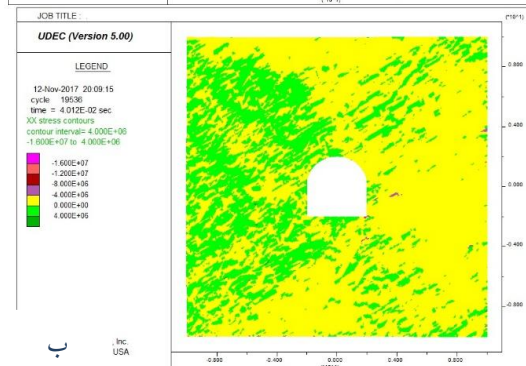 JOB TITLE :
(*10^1)
UDEC (Version 5.00)
LEGEND
12-Nov-2017 20:09:15
cycle 19536
time = 4.012E-02 sec
XX stress contours
contour interval= 4.000E+06
-1.600E+07 to 4.000E+06
-1.600E+07
-1.200E+07
-8.000E+06
-4.000E+06
0.000E+00
4.000E+06
0.800
0.400
0.000
-0.400
-0.800
ب
, Inc.
USA
-0.800 -0.400 0.000 0.400 0.800